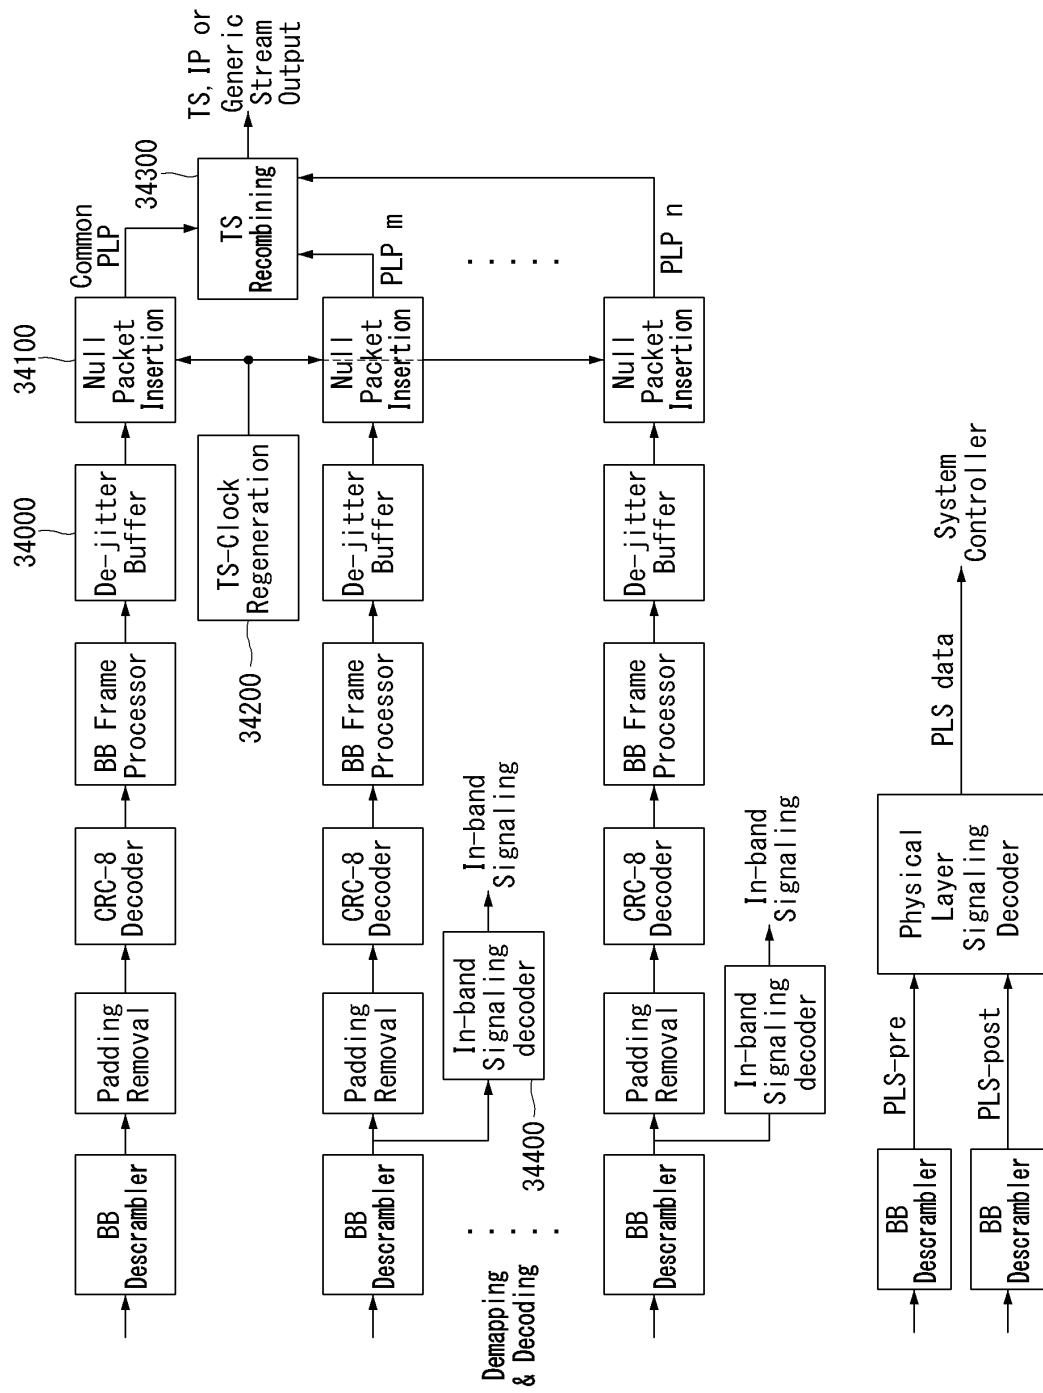 Demapping
& Decoding
BB
Descrambler
Padding
Removal
CRC-8
Decoder
BB Frame
Processor
De-jitter
Buffer
34000
Null
Packet
Insertion
34100
Common
PLP
TS-Clock
Regeneration
34200
TS
Recombining
34300
TS, IP or
Generic
Stream
Output
BB
Descrambler
Padding
Removal
CRC-8
Decoder
BB Frame
Processor
De-jitter
Buffer
Null
Packet
Insertion
PLP m
In-band
Signaling
decoder
34400
In-band
Signaling
.....
.....
BB
Descrambler
Padding
Removal
CRC-8
Decoder
BB Frame
Processor
De-jitter
Buffer
Null
Packet
Insertion
PLP n
In-band
Signaling
decoder
In-band
Signaling
BB
Descrambler
PLS-pre
BB
Descrambler
PLS-post
Physical
Layer
Signaling
Decoder
PLS data
System
Controller